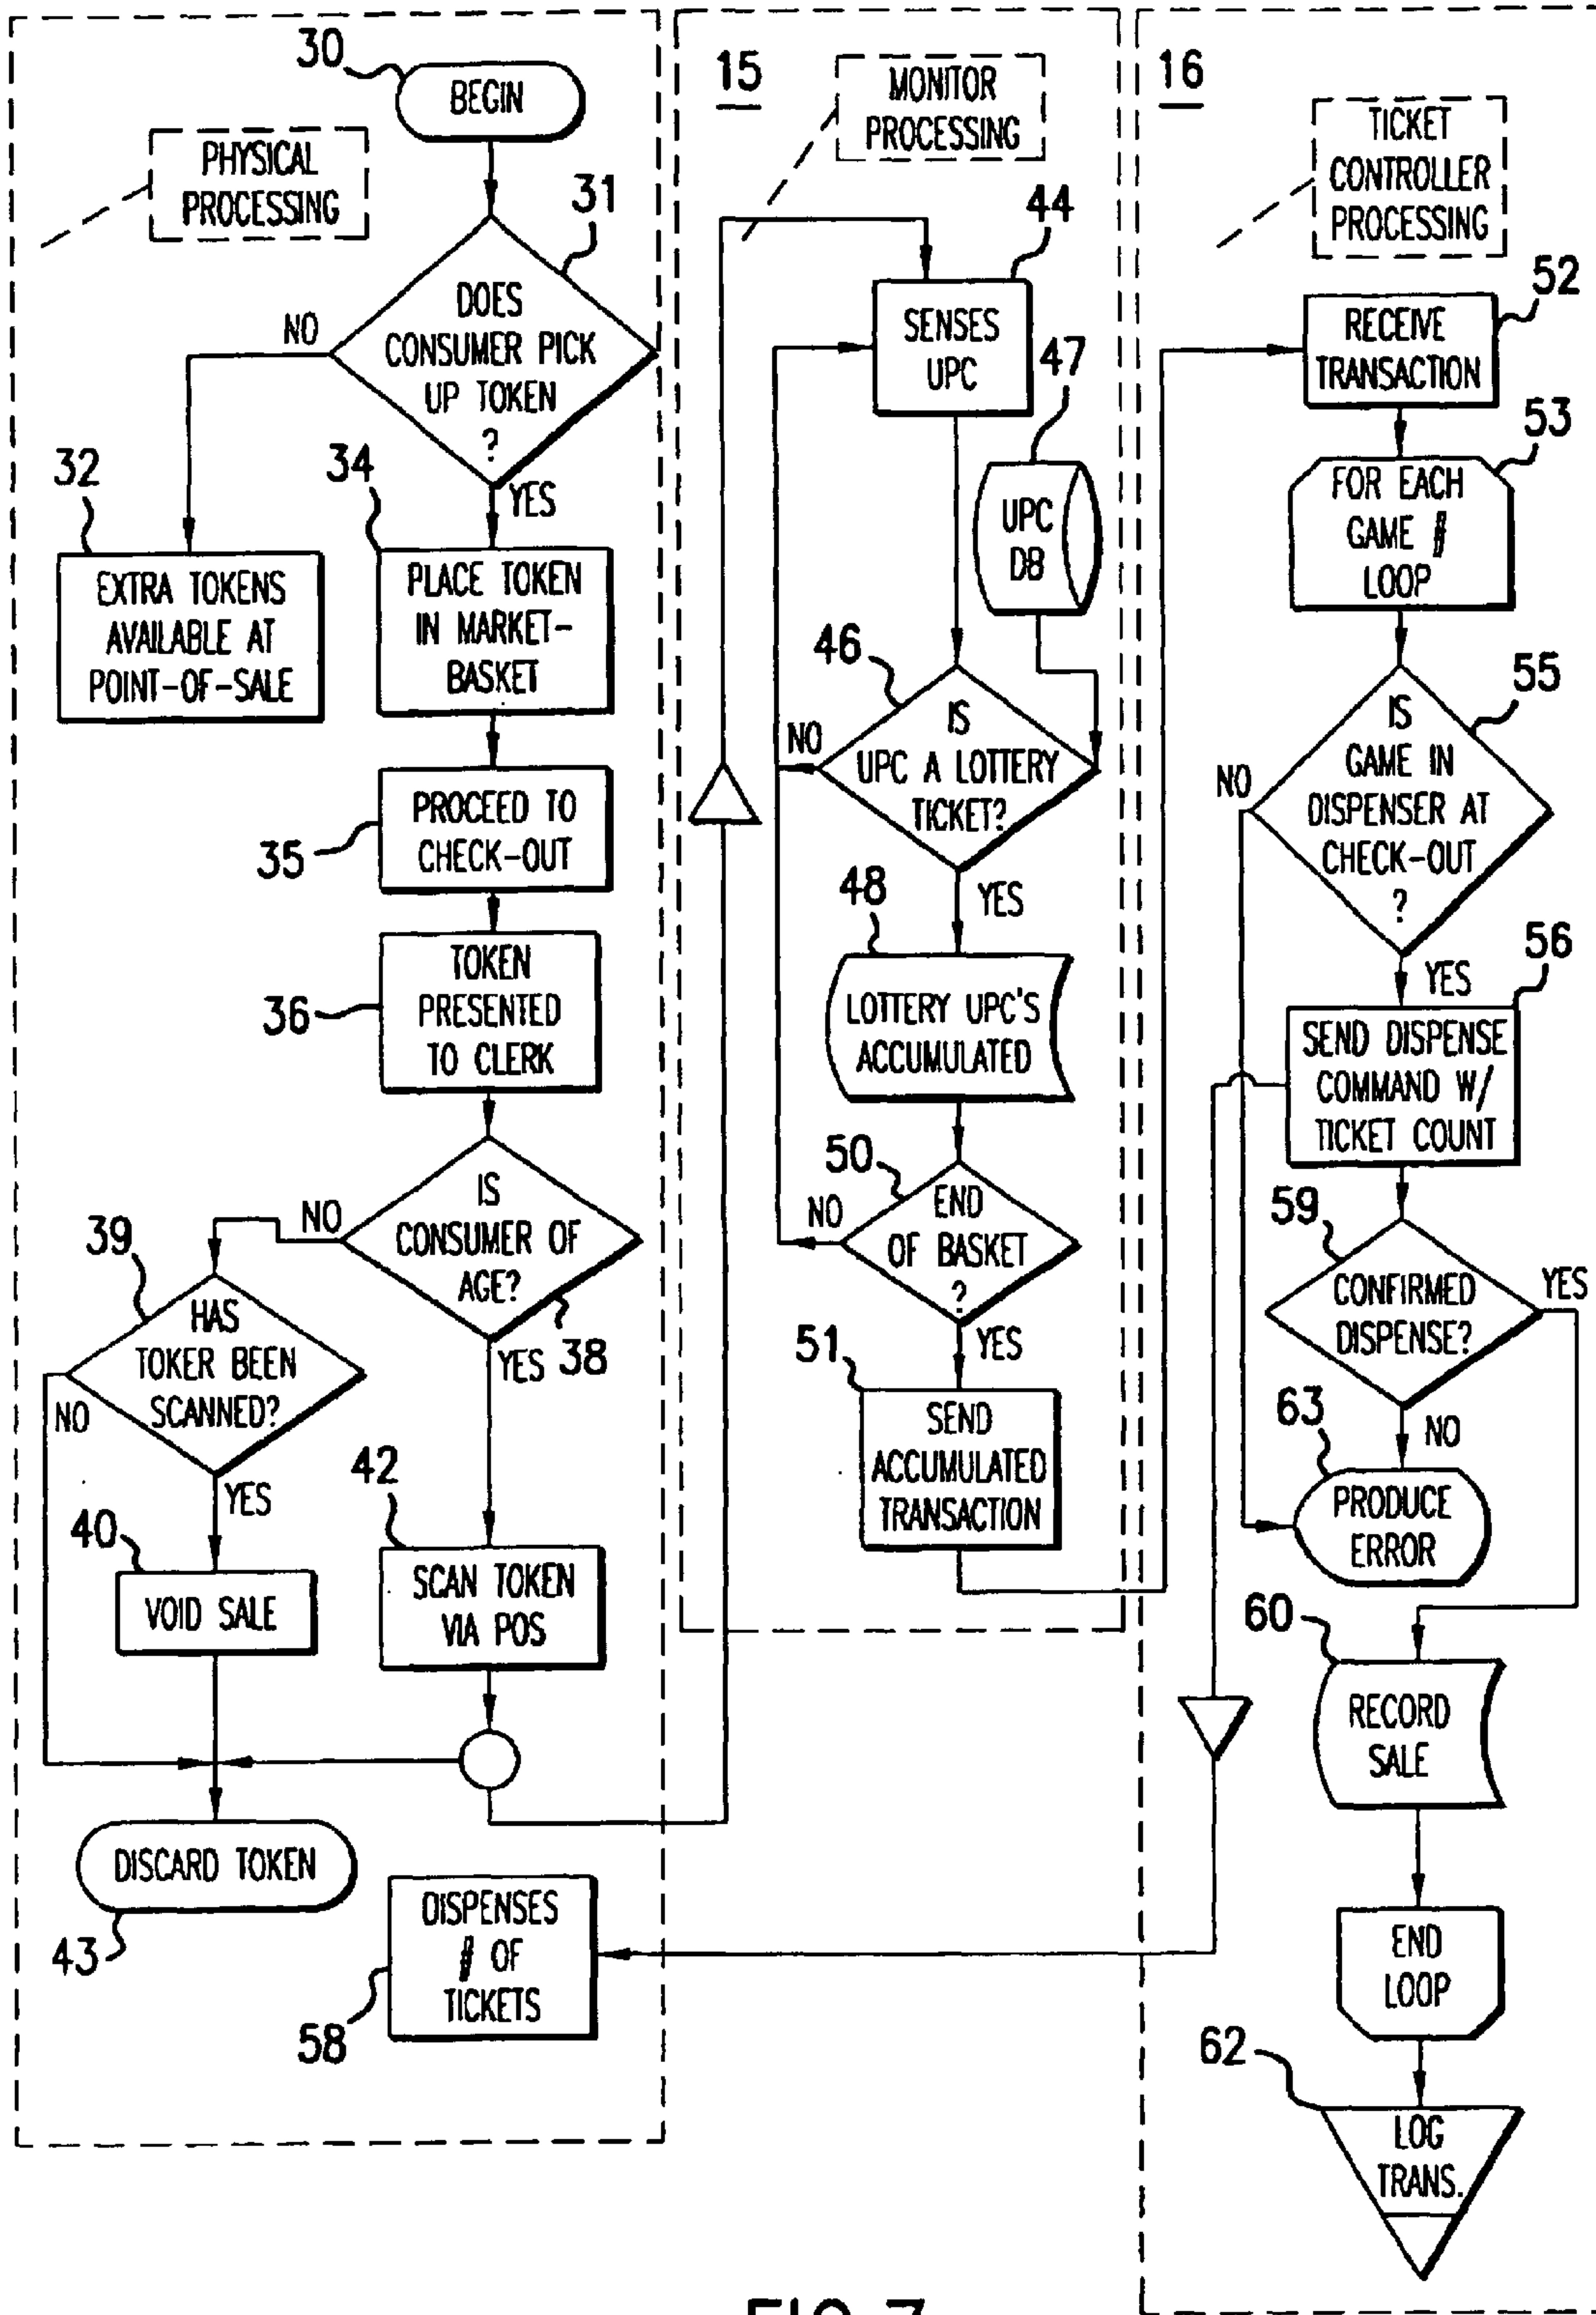 30
BEGIN
PHYSICAL
PROCESSING
31
DOES
CONSUMER PICK
UP TOKEN
?
NO
YES
32
EXTRA TOKENS
AVAILABLE AT
POINT-OF-SALE
34
PLACE TOKEN
IN MARKET-
BASKET
35
PROCEED TO
CHECK-OUT
36
TOKEN
PRESENTED
TO CLERK
IS
CONSUMER OF
AGE?
38
NO
YES
39
HAS
TOKER BEEN
SCANNED?
NO
YES
40
VOID SALE
42
SCAN TOKEN
VIA POS
DISCARD TOKEN
43
DISPENSES
# OF
TICKETS
58
15
MONITOR
PROCESSING
44
SENSES
UPC
47
UPC
DB
46
IS
UPC A LOTTERY
TICKET?
NO
YES
48
LOTTERY UPC'S
ACCUMULATED
50
END
OF BASKET
?
NO
YES
51
SEND
ACCUMULATED
TRANSACTION
16
TICKET
CONTROLLER
PROCESSING
52
RECEIVE
TRANSACTION
53
FOR EACH
GAME #
LOOP
55
IS
GAME IN
DISPENSER AT
CHECK-OUT
?
NO
YES
56
SEND DISPENSE
COMMAND W/
TICKET COUNT
59
CONFIRMED
DISPENSE?
YES
NO
63
PRODUCE
ERROR
60
RECORD
SALE
END
LOOP
62
LOG
TRANS.
FIG.7